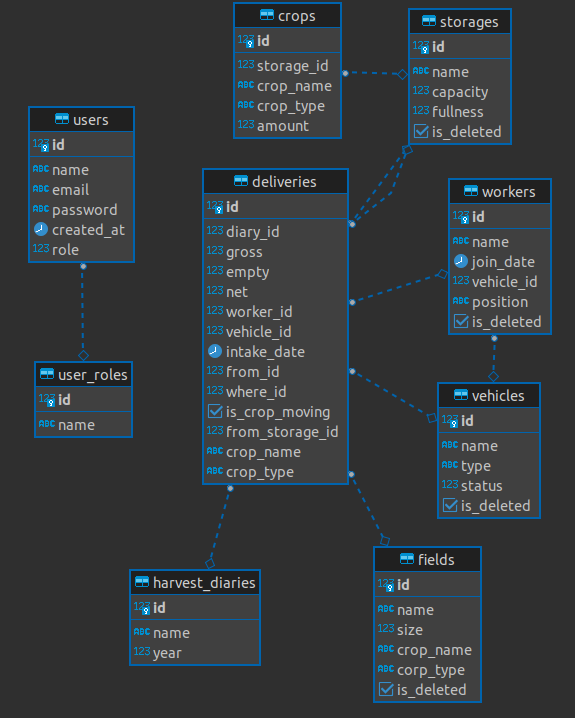 crops
id
storage_id
crop_name
crop_type
amount
storages
id
name
capacity
fullness
is_deleted
users
id
name
email
password
created_at
role
deliveries
id
diary_id
gross
empty
net
worker_id
vehicle_id
intake_date
from_id
where_id
is_crop_moving
from_storage_id
crop_name
crop_type
workers
id
name
join_date
vehicle_id
position
is_deleted
user_roles
id
name
vehicles
id
name
type
status
is_deleted
harvest_diaries
id
name
year
fields
id
name
size
crop_name
corp_type
is_deleted